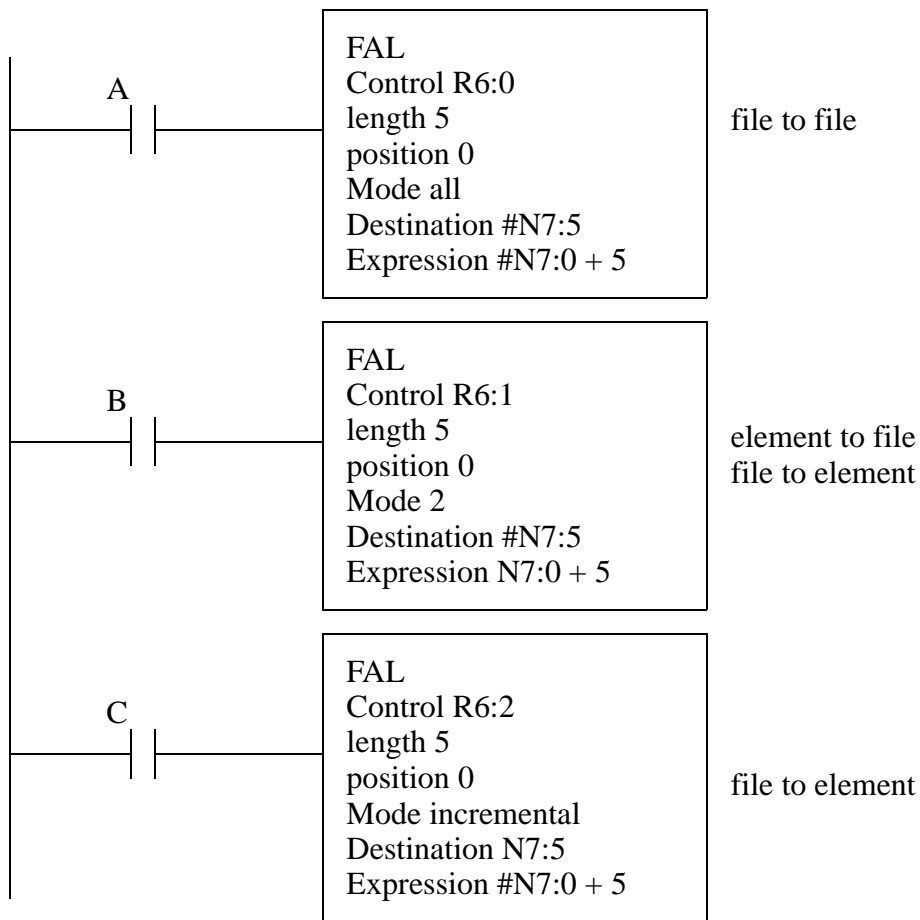 FAL
A
Control R6:0
length 5
file to file
position 0
Mode all
Destination #N7:5
Expression #N7:0 + 5
FAL
B
Control R6:1
length 5
element to file
position 0
file to element
Mode 2
Destination #N7:5
Expression N7:0 + 5
FAL
C
Control R6:2
length 5
position 0
file to element
Mode incremental
Destination N7:5
Expression #N7:0 + 5